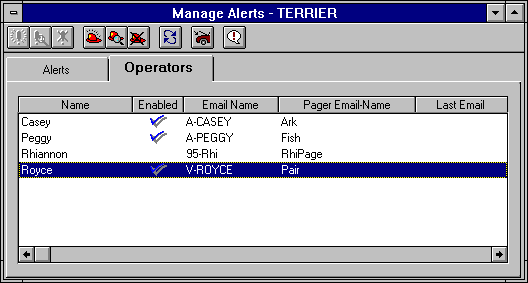 Manage Alerts - TERRIER
Alerts Operators
Name Enabled Email Name Pager Email-Name Last Email
Casey A-CASEY Ark
Peggy A-PEGGY Fish
Rhiannon 95-Rhi RhiPage
Royce V-ROYCE Pair